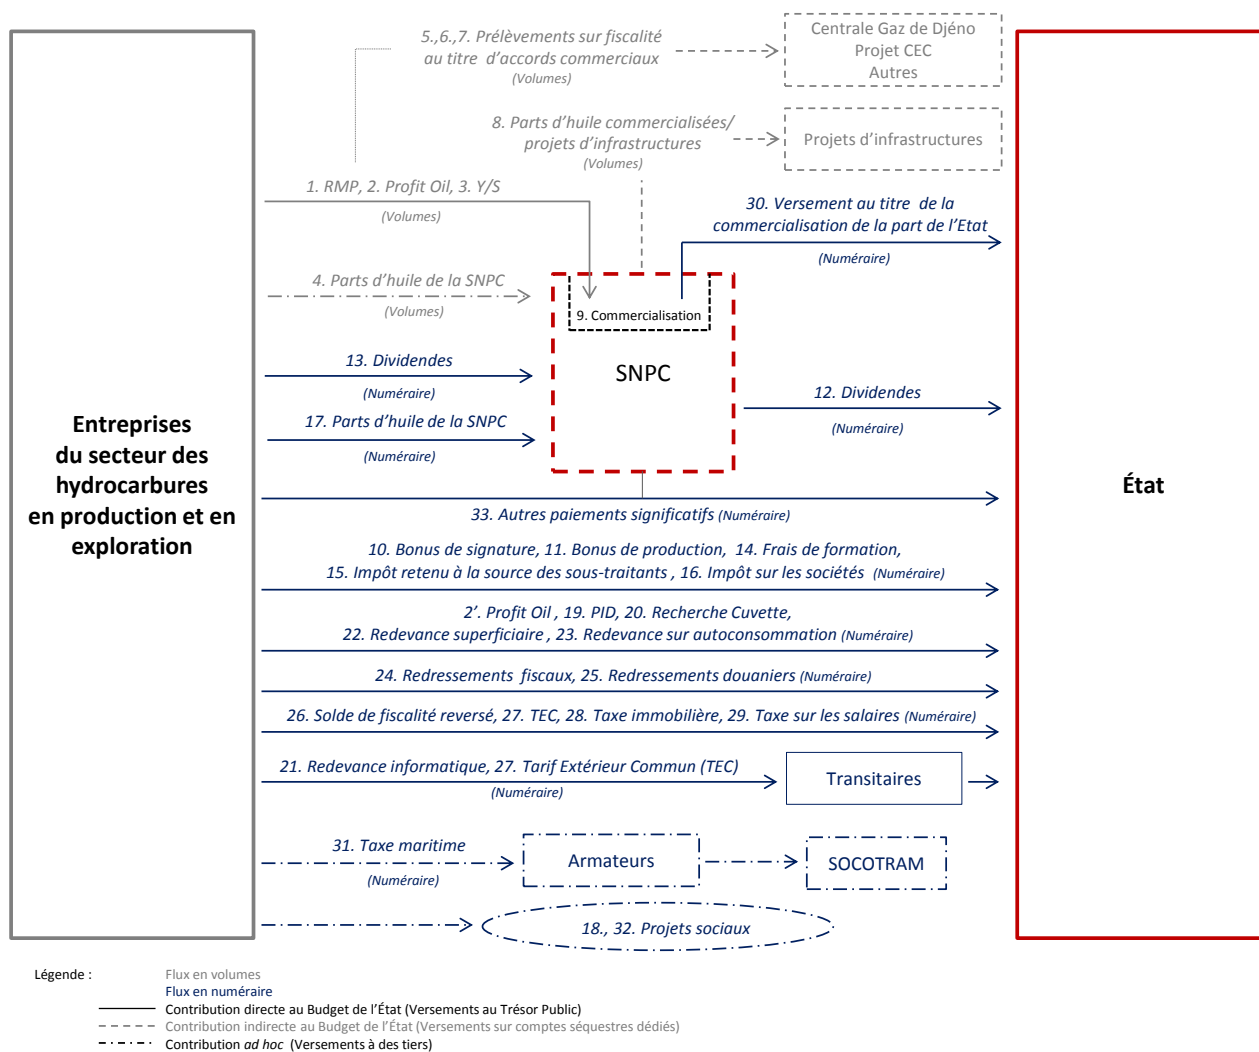 5.,6.,7. Prélèvements sur fiscalité
au titre d’accords commerciaux
(Volumes)
Centrale Gaz de Djéno
Projet CEC
Autres
8. Parts d’huile commercialisées/
projets d’infrastructures
(Volumes)
Projets d’infrastructures
1. RMP, 2. Profit Oil, 3. Y/S
(Volumes)
30. Versement au titre de la
commercialisation de la part de l’Etat
(Numéraire)
4. Parts d’huile de la SNPC
(Volumes)
9. Commercialisation
SNPC
13. Dividendes
(Numéraire)
12. Dividendes
(Numéraire)
17. Parts d’huile de la SNPC
(Numéraire)
Entreprises
du secteur des
hydrocarbures
en production et en
exploration
État
33. Autres paiements significatifs (Numéraire)
10. Bonus de signature, 11. Bonus de production, 14. Frais de formation,
15. Impôt retenu à la source des sous-traitants , 16. Impôt sur les sociétés (Numéraire)
2’. Profit Oil , 19. PID, 20. Recherche Cuvette,
22. Redevance superficiaire , 23. Redevance sur autoconsommation (Numéraire)
24. Redressements fiscaux, 25. Redressements douaniers (Numéraire)
26. Solde de fiscalité reversé, 27. TEC, 28. Taxe immobilière, 29. Taxe sur les salaires (Numéraire)
21. Redevance informatique, 27. Tarif Extérieur Commun (TEC)
(Numéraire)
Transitaires
31. Taxe maritime
(Numéraire)
Armateurs
SOCOTRAM
18., 32. Projets sociaux
Légende :
Flux en volumes
Flux en numéraire
Contribution directe au Budget de l’État (Versements au Trésor Public)
Contribution indirecte au Budget de l’État (Versements sur comptes séquestres dédiés)
Contribution ad hoc (Versements à des tiers)